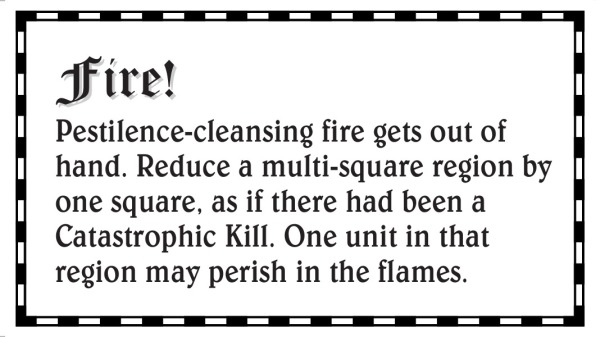 Fire!
Pestilence-cleansing fire gets out of
hand. Reduce a multi-square region by
one square, as if there had been a
Catastrophic Kill. One unit in that
region may perish in the flames.